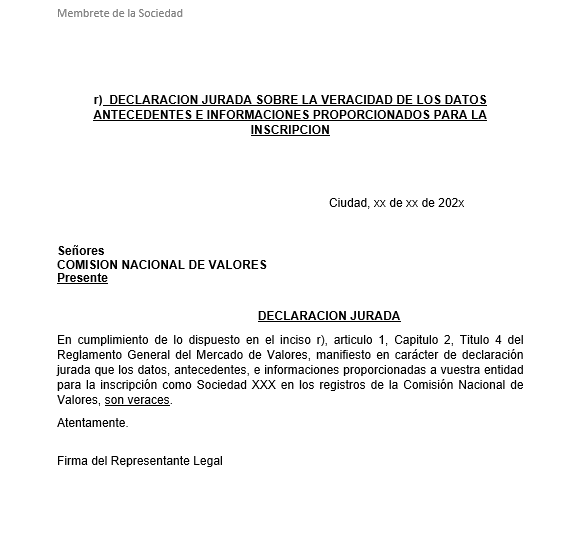 Membrete de la Sociedad
r) DECLARACION JURADA SOBRE LA VERACIDAD DE LOS DATOS
ANTECEDENTES E INFORMACIONES PROPORCIONADOS PARA LA
INSCRIPCION
Ciudad, xx de xx de 202x
Señores
COMISION NACIONAL DE VALORES
Presente
DECLARACION JURADA
En cumplimiento de lo dispuesto en el inciso r), articulo 1, Capitulo 2, Titulo 4 del
Reglamento General del Mercado de Valores, manifiesto en carácter de declaración
jurada que los datos, antecedentes, e informaciones proporcionadas a vuestra entidad
para la inscripción como Sociedad XXX en los registros de la Comisión Nacional de
Valores, son veraces.
Atentamente.
Firma del Representante Legal